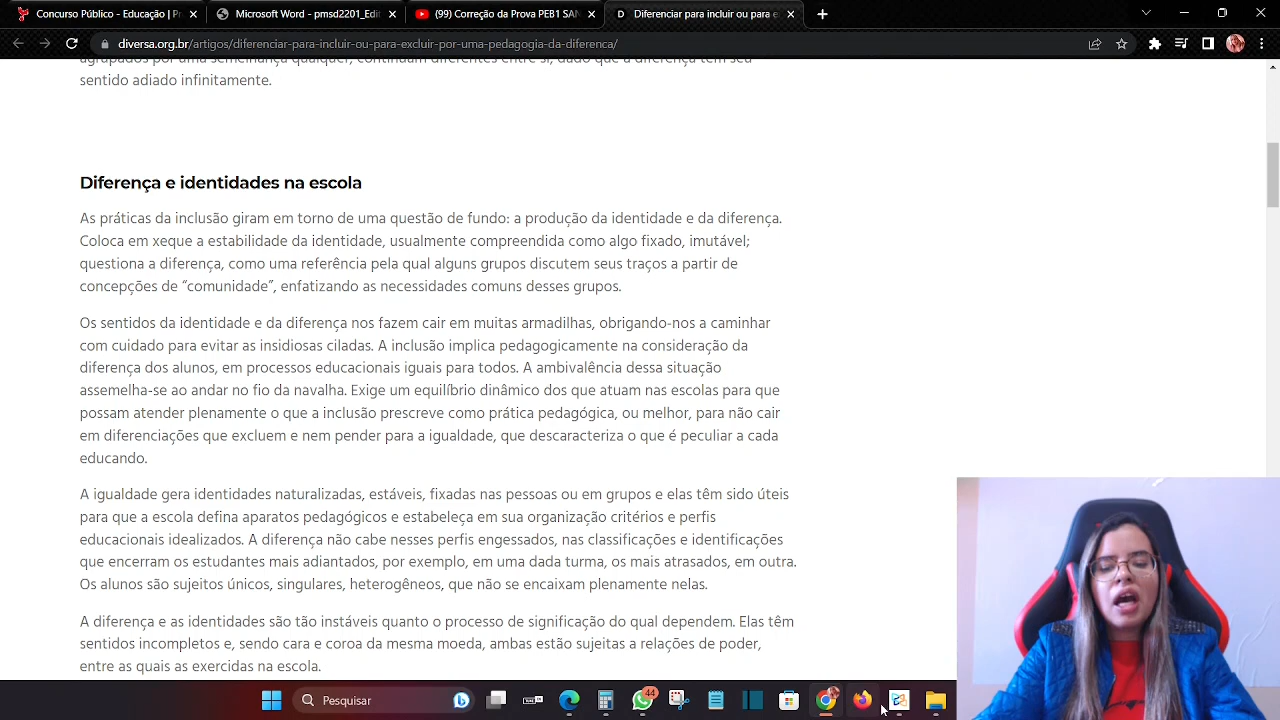 Concurso Público - Educação | Pr
Microsoft Word - pmsd2201_Edit
(99) Correção da Prova PEB1 SAN
Diferenciar para incluir ou para e
diversa.org.br/artigos/diferenciar-para-incluir-ou-para-excluir-por-uma-pedagogia-da-diferenca/
agrupados por uma semelhança qualquer, continuam diferentes entre si, dado que a diferença tem seu
sentido adiado infinitamente.
Diferença e identidades na escola
As práticas da inclusão giram em torno de uma questão de fundo: a produção da identidade e da diferença.
Coloca em xeque a estabilidade da identidade, usualmente compreendida como algo fixado, imutável;
questiona a diferença, como uma referência pela qual alguns grupos discutem seus traços a partir de
concepções de “comunidade”, enfatizando as necessidades comuns desses grupos.
Os sentidos da identidade e da diferença nos fazem cair em muitas armadilhas, obrigando-nos a caminhar
com cuidado para evitar as insidiosas ciladas. A inclusão implica pedagogicamente na consideração da
diferença dos alunos, em processos educacionais iguais para todos. A ambivalência dessa situação
assemelha-se ao andar no fio da navalha. Exige um equilíbrio dinâmico dos que atuam nas escolas para que
possam atender plenamente o que a inclusão prescreve como prática pedagógica, ou melhor, para não cair
em diferenciações que excluem e nem pender para a igualdade, que descaracteriza o que é peculiar a cada
educando.
A igualdade gera identidades naturalizadas, estáveis, fixadas nas pessoas ou em grupos e elas têm sido úteis
para que a escola defina aparatos pedagógicos e estabeleça em sua organização critérios e perfis
educacionais idealizados. A diferença não cabe nesses perfis engessados, nas classificações e identificações
que encerram os estudantes mais adiantados, por exemplo, em uma dada turma, os mais atrasados, em outra.
Os alunos são sujeitos únicos, singulares, heterogêneos, que não se encaixam plenamente nelas.
A diferença e as identidades são tão instáveis quanto o processo de significação do qual dependem. Elas têm
sentidos incompletos e, sendo cara e coroa da mesma moeda, ambas estão sujeitas a relações de poder,
entre as quais as exercidas na escola.
Pesquisar
44